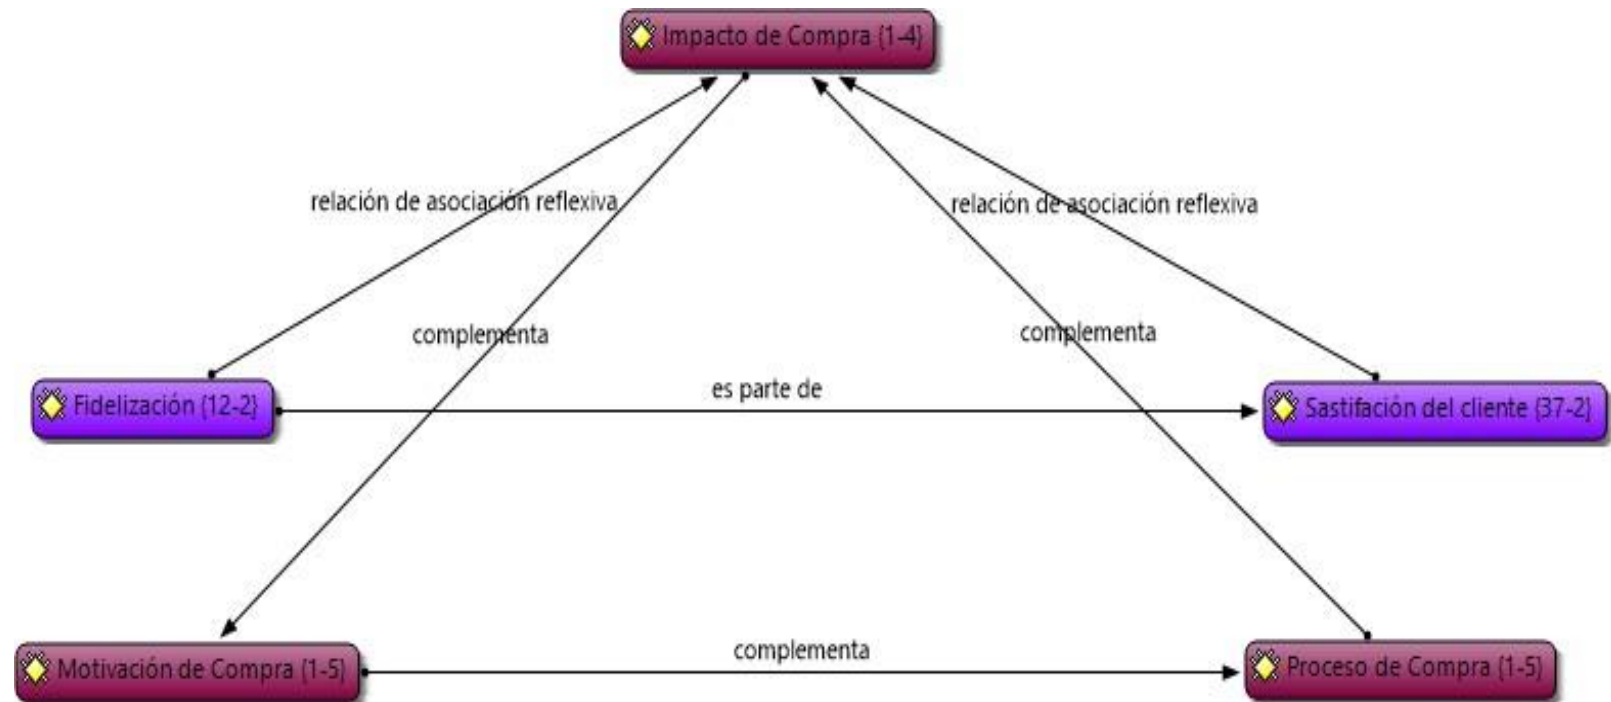 Impacto de Compra {1-4}
relación de asociación reflexiva
relación de asociación reflexiva
complementa
complementa
es parte de
Fidelización {12-2}
Sastifación del cliente {37-2}
complementa
Motivación de Compra {1-5}
Proceso de Compra {1-5}